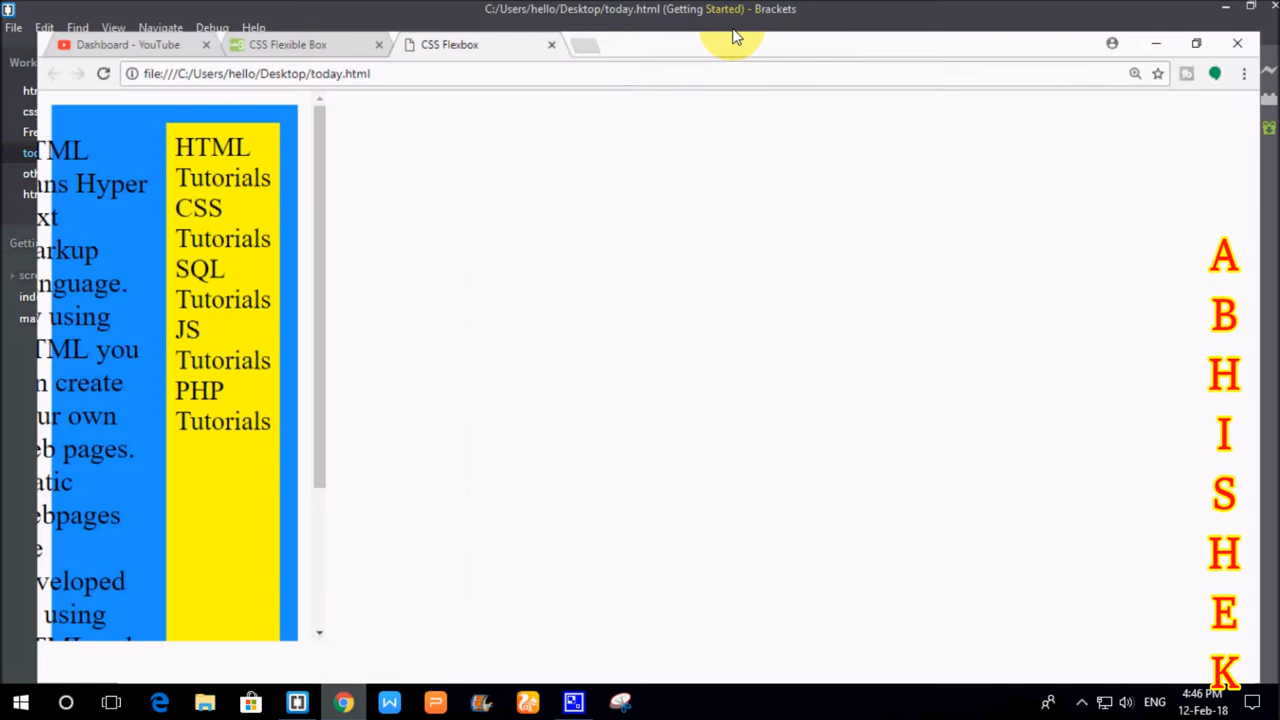 C:/Users/hello/Desktop/today.html (Getting Started) - Brackets
File Edit Find View Navigate Debug Help
Dashboard - YouTube
CSS Flexible Box
CSS Flexbox
file:///C:/Users/hello/Desktop/today.html
TML
ns Hyper
xt
arkup
nguage.
using
TML you
n create
ur own
eb pages.
atic
ebpages
e
veloped
using
HTML
Tutorials
CSS
Tutorials
SQL
Tutorials
JS
Tutorials
PHP
Tutorials
A
B
H
I
S
H
E
K
ENG
4:46 PM
12-Feb-18